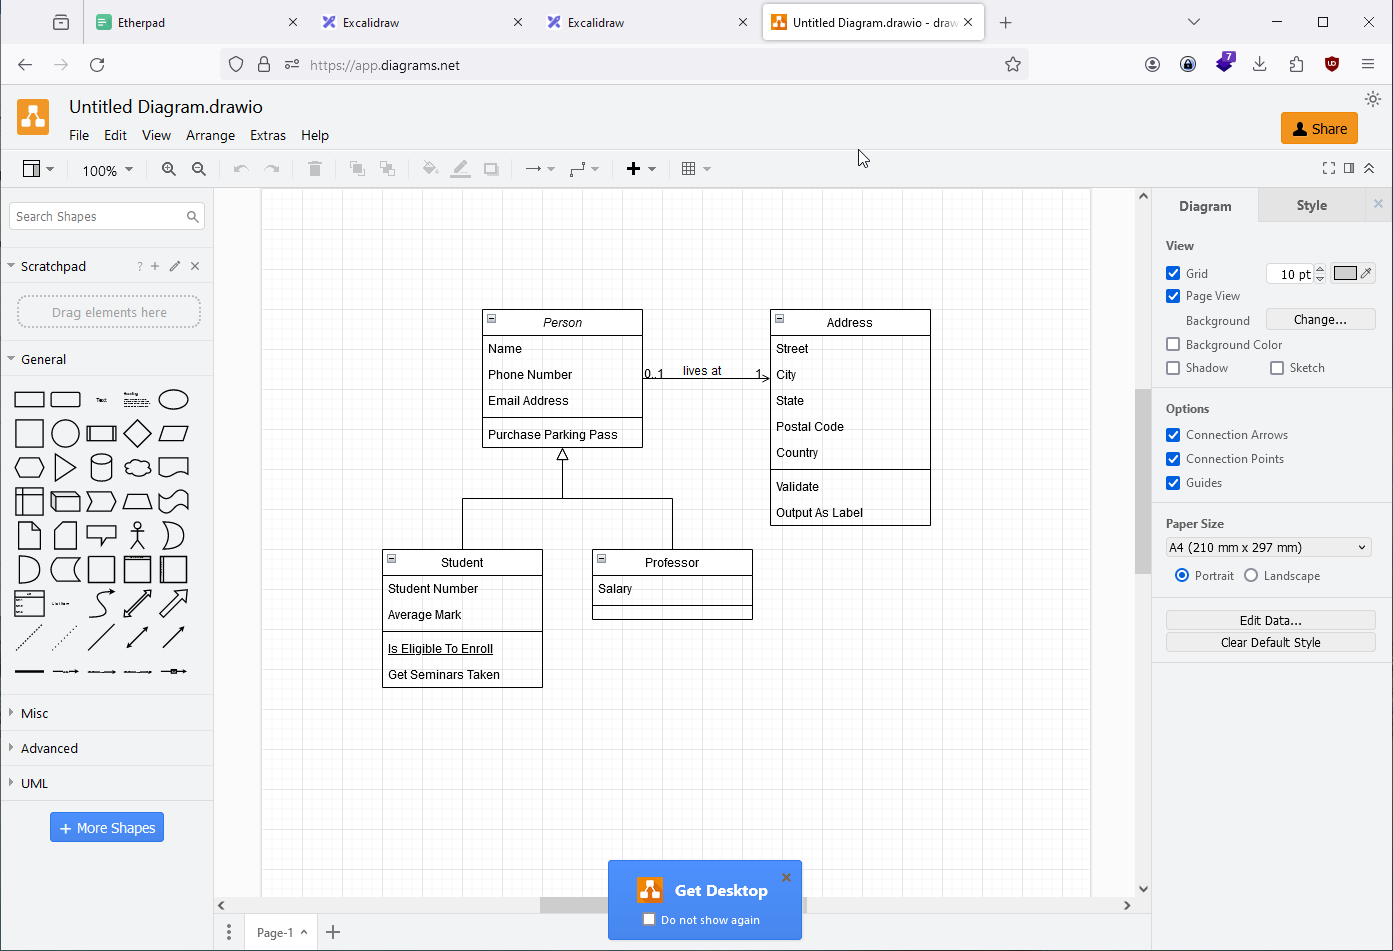 Etherpad
Excalidraw
Excalidraw
Untitled Diagram.drawio - draw
https://app.diagrams.net
7
Untitled Diagram.drawio
File Edit View Arrange Extras Help
Share
100%
Search Shapes
Scratchpad
?
Drag elements here
General
Text
Heading
List Item
Misc
Advanced
UML
+ More Shapes
Person
Name
Phone Number
Email Address
Purchase Parking Pass
0..1 lives at 1
Address
Street
City
State
Postal Code
Country
Validate
Output As Label
Student
Student Number
Average Mark
Is Eligible To Enroll
Get Seminars Taken
Professor
Salary
Diagram
Style
View
Grid 10 pt
Page View
Background Change...
Background Color
Shadow Sketch
Options
Connection Arrows
Connection Points
Guides
Paper Size
A4 (210 mm x 297 mm)
Portrait Landscape
Edit Data...
Clear Default Style
Get Desktop
Do not show again
Page-1